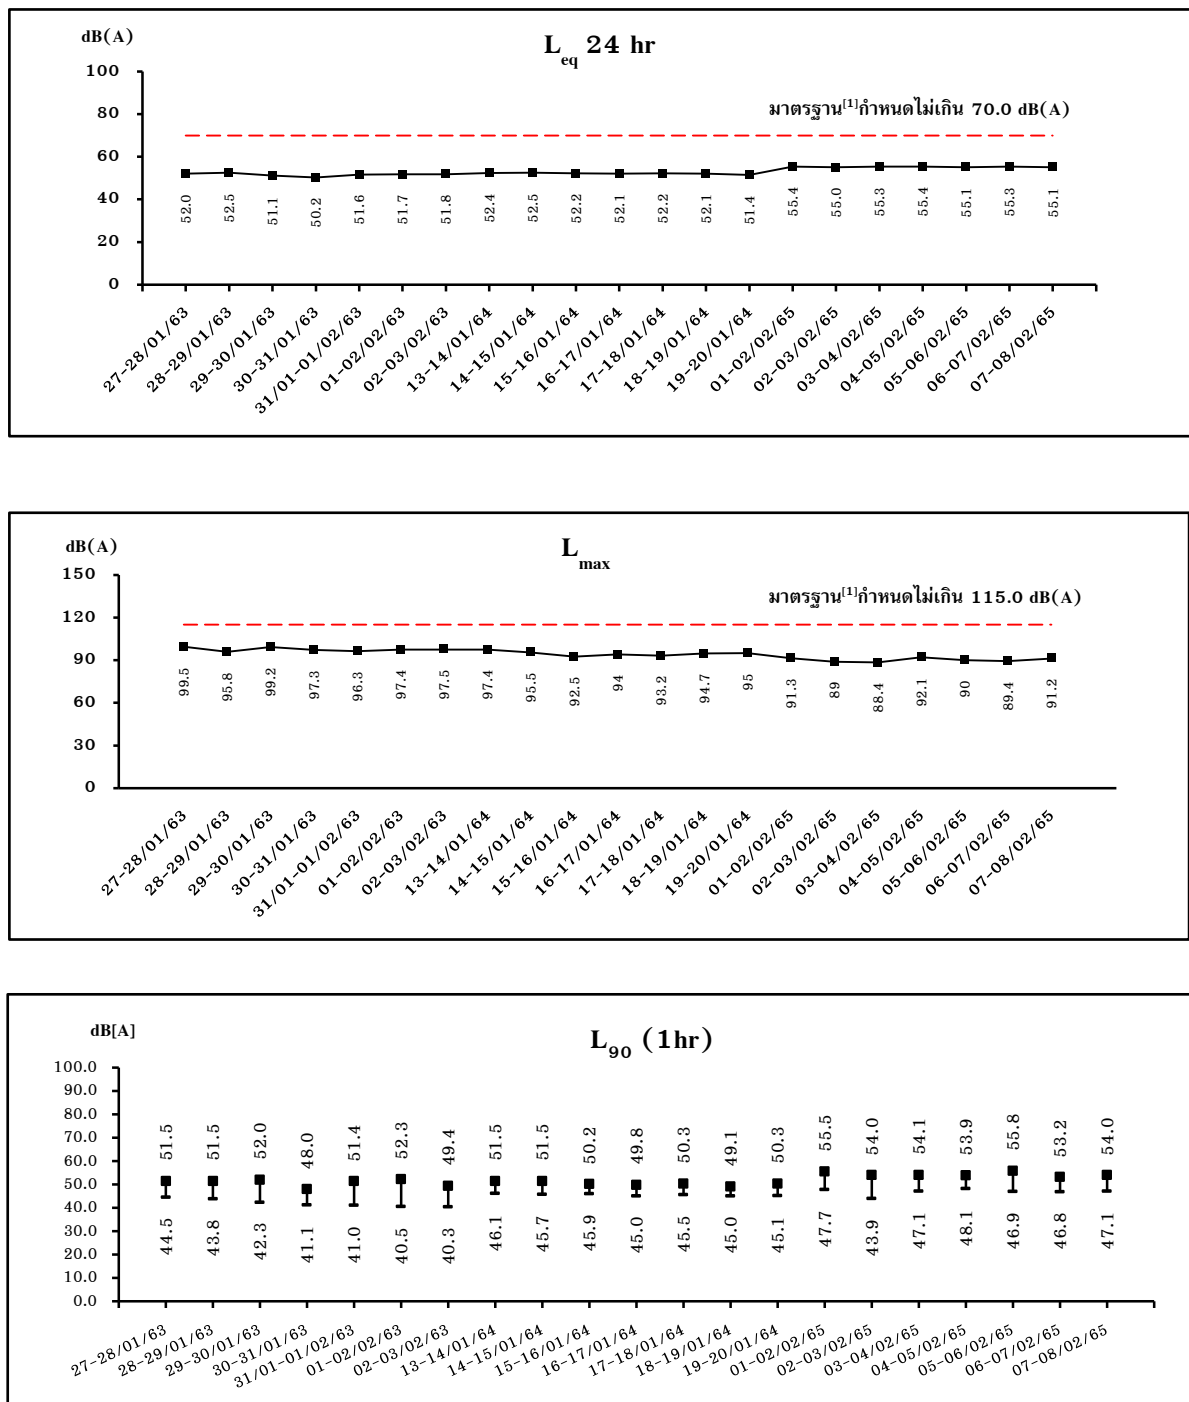 dB(A)
Leq 24 hr
มาตรฐาน[1]กำหนดไม่เกิน 70.0 dB(A)
100
80
60
40
20
0
52.0 52.5 51.1 50.2 51.6 51.7 51.8 52.4 52.5 52.2 52.1 52.2 52.1 51.4 55.4 55.0 55.3 55.4 55.1 55.3 55.1
27-28/01/63 28-29/01/63 29-30/01/63 30-31/01/63 31/01-01/02/63 01-02/02/63 02-03/02/63 13-14/01/64 14-15/01/64 15-16/01/64 16-17/01/64 17-18/01/64 18-19/01/64 19-20/01/64 01-02/02/65 02-03/02/65 03-04/02/65 04-05/02/65 05-06/02/65 06-07/02/65 07-08/02/65
dB(A)
Lmax
มาตรฐาน[1]กำหนดไม่เกิน 115.0 dB(A)
150
120
90
60
30
0
99.5 95.8 99.2 97.3 96.3 97.4 97.5 97.4 95.5 92.5 94 93.2 94.7 95 91.3 89 88.4 92.1 90 89.4 91.2
27-28/01/63 28-29/01/63 29-30/01/63 30-31/01/63 31/01-01/02/63 01-02/02/63 02-03/02/63 13-14/01/64 14-15/01/64 15-16/01/64 16-17/01/64 17-18/01/64 18-19/01/64 19-20/01/64 01-02/02/65 02-03/02/65 03-04/02/65 04-05/02/65 05-06/02/65 06-07/02/65 07-08/02/65
dB[A]
L90 (1hr)
100.0
90.0
80.0
70.0
60.0
50.0
40.0
30.0
20.0
10.0
0.0
51.5 51.5 52.0 48.0 51.4 52.3 49.4 51.5 51.5 50.2 49.8 50.3 49.1 50.3 55.5 54.0 54.1 53.9 55.8 53.2 54.0
44.5 43.8 42.3 41.1 41.0 40.5 40.3 46.1 45.7 45.9 45.0 45.5 45.0 45.1 47.7 43.9 47.1 48.1 46.9 46.8 47.1
27-28/01/63 28-29/01/63 29-30/01/63 30-31/01/63 31/01-01/02/63 01-02/02/63 02-03/02/63 13-14/01/64 14-15/01/64 15-16/01/64 16-17/01/64 17-18/01/64 18-19/01/64 19-20/01/64 01-02/02/65 02-03/02/65 03-04/02/65 04-05/02/65 05-06/02/65 06-07/02/65 07-08/02/65